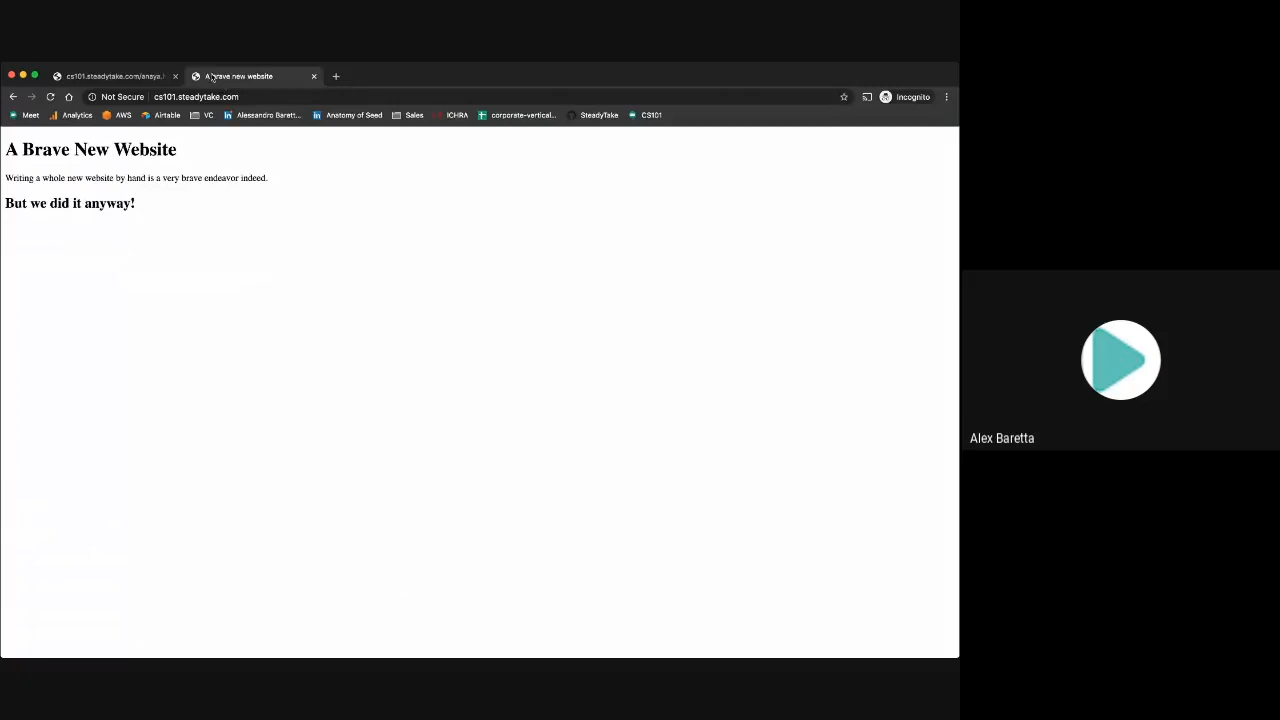 cs101.steadytake.com/anaya.
A brave new website
Not Secure cs101.steadytake.com
Incognito
Meet Analytics AWS Airtable VC Alessandro Barett... Anatomy of Seed Sales ICHRA corporate-vertical... SteadyTake CS101
A Brave New Website
Writing a whole new website by hand is a very brave endeavor indeed.
But we did it anyway!
Alex Baretta